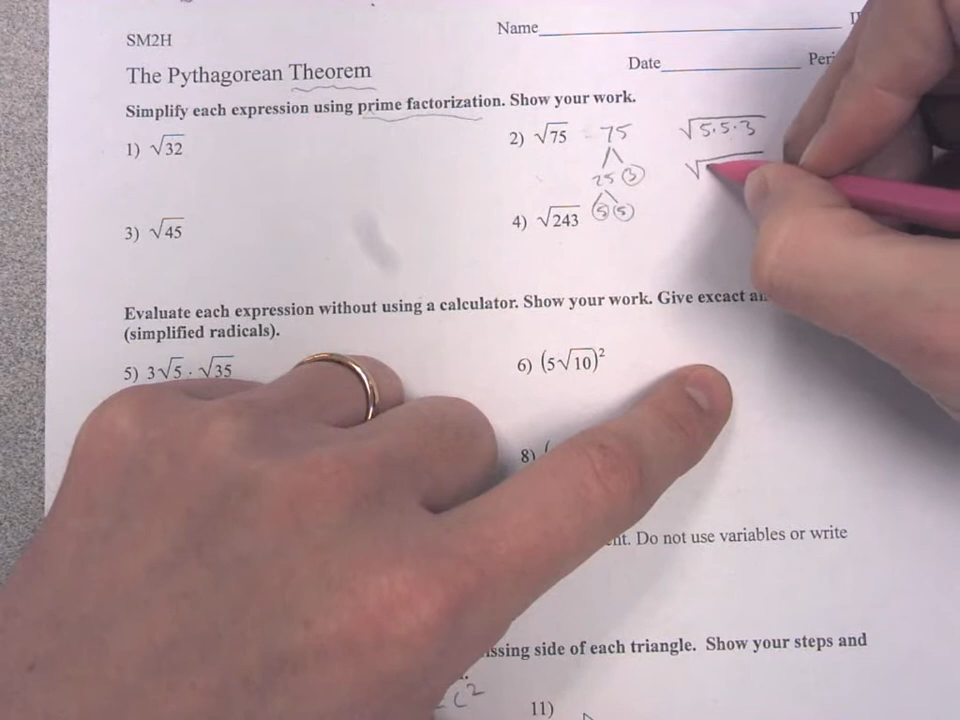 SM2H
Name
The Pythagorean Theorem
Date
Simplify each expression using prime factorization. Show your work.
1) √32
2) √75 75 √5·5·3
25 3
5 5
3) √45
4) √243
Evaluate each expression without using a calculator. Show your work. Give excact
(simplified radicals).
5) 3√5 · √35
6) (5√10)²
8) (
Do not use variables or write
side of each triangle. Show your steps and
c²
11)